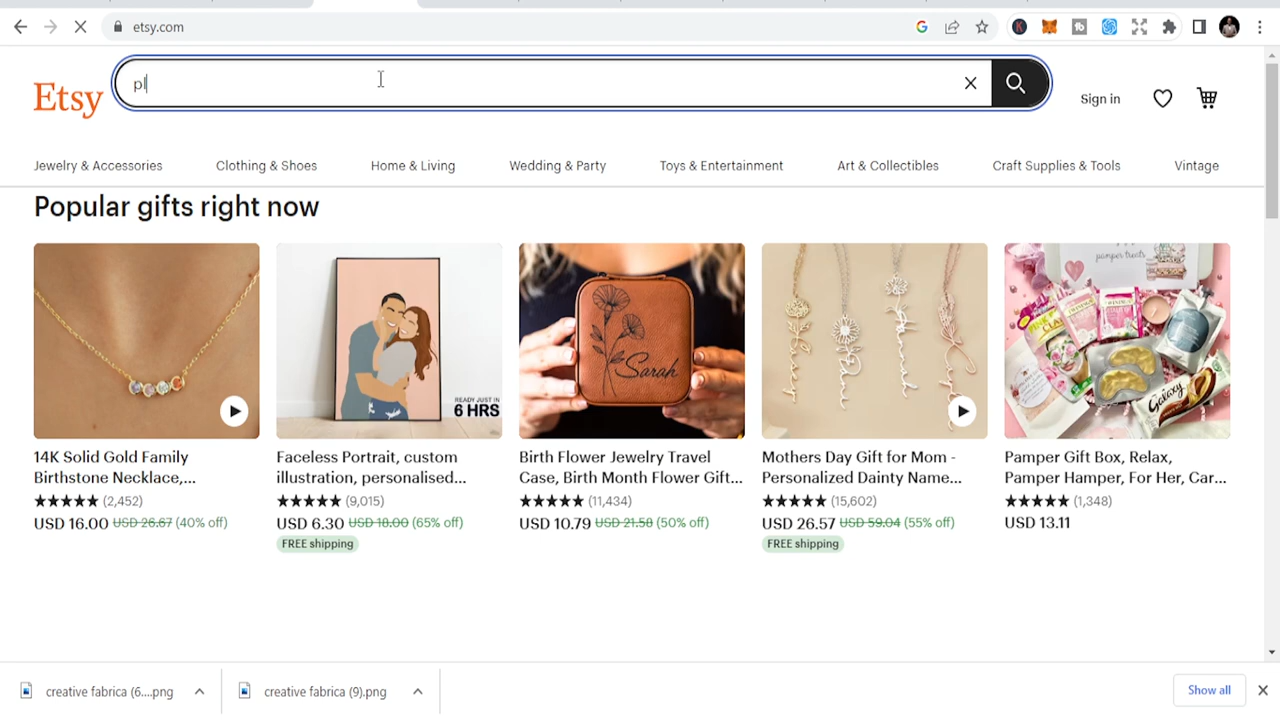 etsy.com
Etsy
pl
Sign in
Jewelry & Accessories
Clothing & Shoes
Home & Living
Wedding & Party
Toys & Entertainment
Art & Collectibles
Craft Supplies & Tools
Vintage
Popular gifts right now
READY JUST IN
6 HRS
Sarah
pamper treats
Galaxy
14K Solid Gold Family
Birthstone Necklace,...
★★★★★ (2,452)
USD 16.00 USD 26.67 (40% off)
Faceless Portrait, custom
illustration, personalised...
★★★★★ (9,015)
USD 6.30 USD 18.00 (65% off)
FREE shipping
Birth Flower Jewelry Travel
Case, Birth Month Flower Gift...
★★★★★ (11,434)
USD 10.79 USD 21.58 (50% off)
Mothers Day Gift for Mom -
Personalized Dainty Name...
★★★★★ (15,602)
USD 26.57 USD 59.04 (55% off)
FREE shipping
Pamper Gift Box, Relax,
Pamper Hamper, For Her, Car...
★★★★★ (1,348)
USD 13.11
creative fabrica (6....png
creative fabrica (9).png
Show all